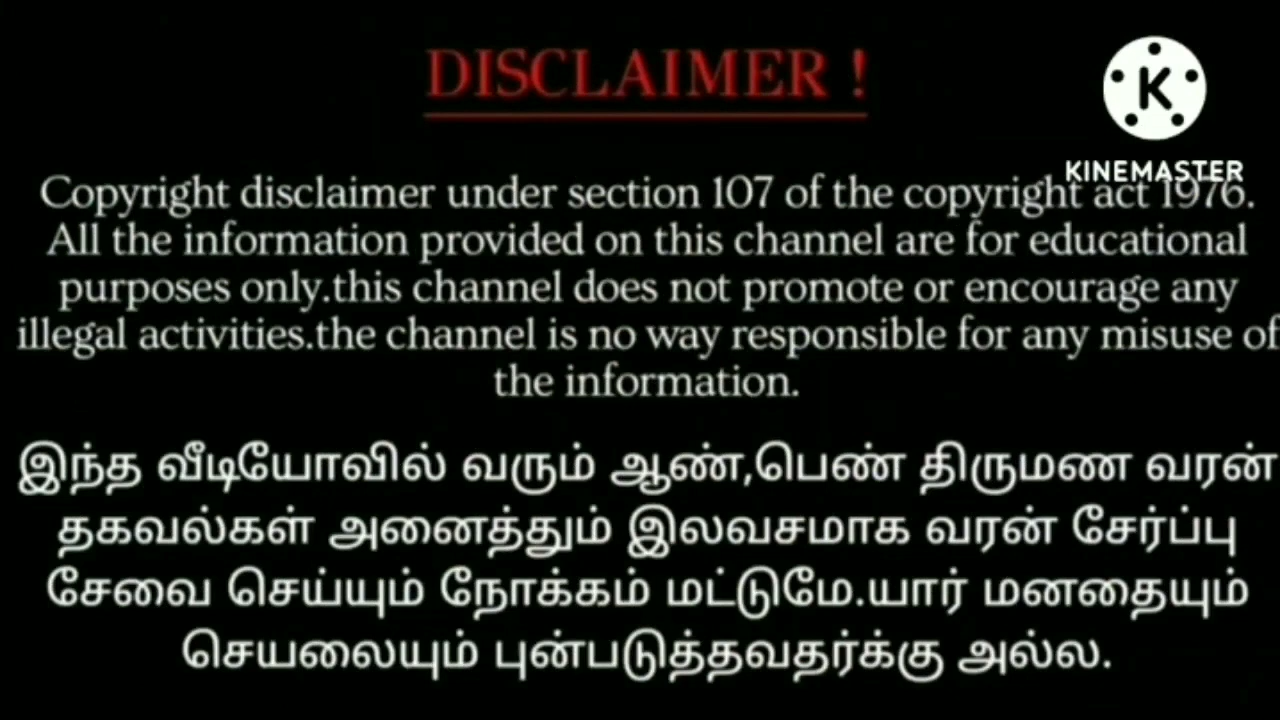 DISCLAIMER !
KINEMASTER
Copyright disclaimer under section 107 of the copyright act 1976.
All the information provided on this channel are for educational
purposes only.this channel does not promote or encourage any
illegal activities.the channel is no way responsible for any misuse of
the information.
இந்த வீடியோவில் வரும் ஆண்,பெண் திருமண வரன்
தகவல்கள் அனைத்தும் இலவசமாக வரன் சேர்ப்பு
சேவை செய்யும் நோக்கம் மட்டுமே.யார் மனதையும்
செயலையும் புன்படுத்தவதர்க்கு அல்ல.